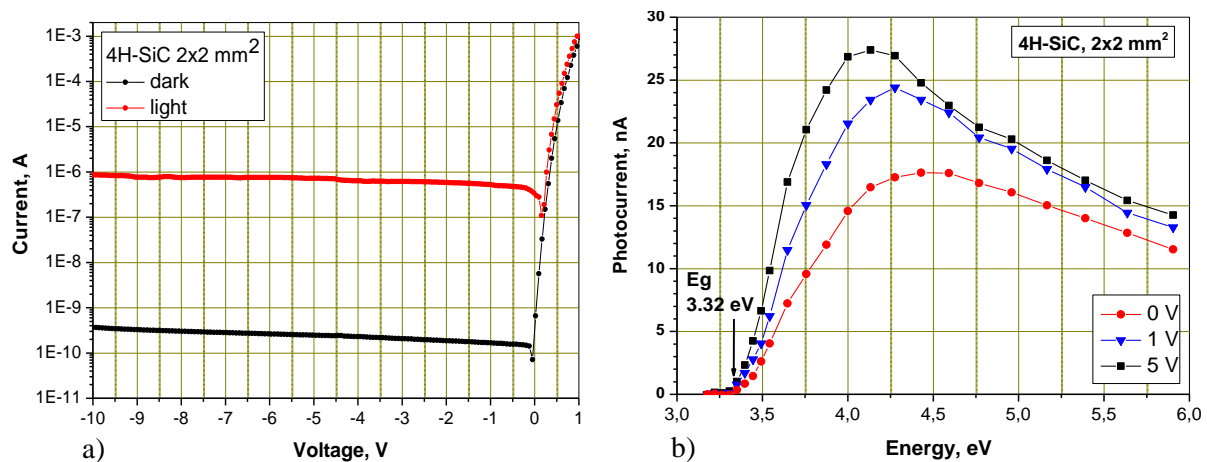 1E-3
1E-4
1E-5
1E-6
1E-7
1E-8
1E-9
1E-10
1E-11
Current, A
4H-SiC 2x2 mm²
dark
light
-10 -9 -8 -7 -6 -5 -4 -3 -2 -1 0 1
Voltage, V
a)
30
25
20
15
10
5
0
Photocurrent, nA
4H-SiC, 2x2 mm²
Eg
3.32 eV
0 V
1 V
5 V
3,0 3,5 4,0 4,5 5,0 5,5 6,0
Energy, eV
b)